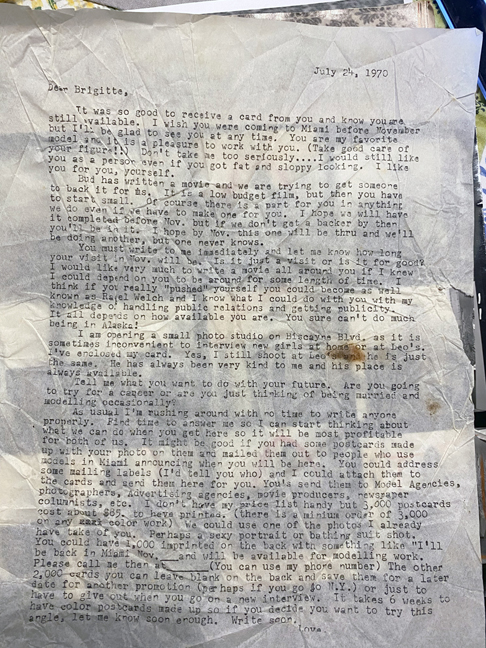 July 24, 1970
Dear Brigitte,
It was so good to receive a card from you and know you are
still available. I wish you were coming to Miami before November
but I'll be glad to see you at any time. You are my favorite
model and it is a pleasure to work with you. (Take good care of
your figure!) Don't take me too seriously....I would still like
you as a person even if you got fat and sloppy looking. I like
you for you, yourself.
Bud has written a movie and we are trying to get someone
to back it for us. It is a low budget film, but then you have
to start small. Of course there is a part for you in anything
we do even if we have to make one for you. I hope we will have
it completed before Nov. but if we don't get a backer by then
you'll be in it. I hope by Nov. this one will be thru and we'll
be doing another, but one never knows.
You must write to me immediately and let me know how long
your visit in Nov. will be. Is it just a visit or is it for good?
I would like very much to write a movie all around you if I knew
I could depend on you to be around for some length of time. I
think if you really "pushed" yourself you could become as well
known as Raqel Welch and I know what I could do with you with my
knowledge of handling public relations and getting publicity.
It all depends on how available you are. You sure can't do much
being in Alaska!
I am opening a small photo studio on Biscayne Blvd. as it is
sometimes inconvenient to interview new girls at home or at Leo's.
I've enclosed my card. Yes, I still shoot at Leo's he is just
the same. He has always been very kind to me and his place is
always available.
Tell me what you want to do with your future. Are you going
to try for a career or are you just thinking of being married and
modelling occasionally?
As usual I'm rushing around with no time to write anyone
properly. Find time to answer me so I can start thinking about
what we can do when you get here so it will be most profitable
for both of us. It might be good if you had some postcards made
up with your photo on them and mailed them out to people who use
models in Miami announcing when you will be here. You could address
some mailing labels (I'd tell you who) and I could attach them to
the cards and send them here for you. You's send them to Model Agencies,
photographers, Advertising agencies, movie producers, newspaper
columnists, etc. I don't have my price list handy but 3,000 postcards
cost about $65. to have printed. (there is a minimum order of 3,000
on any color work) We could use one of the photos I already
have take of you. Perhaps a sexy portrait or bathing suit shot.
You could have 1,000 imprinted on the back with something like "I'll
be back in Miami Nov.___and will be available for modelling work.
Please call me then at______(You can use my phone number) The other
2,000 cards you can leave blank on the back and save them for a later
date for another promotion (perhaps if you go to N.Y.) or just to
have to give out when you go on a new interview. It takes 6 weeks to
have color postcards made up so if you decide you want to try this
angle, let me know soon enough. Write soon.
Love